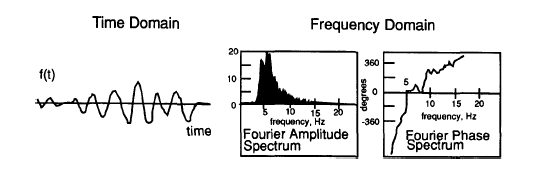 Time Domain
Frequency Domain
f(t)
time
20
10
0
5
10
15
20
frequency, Hz
Fourier Amplitude
Spectrum
degrees
360
0
-360
5
10
20
frequency, Hz
Fourier Phase
Spectrum